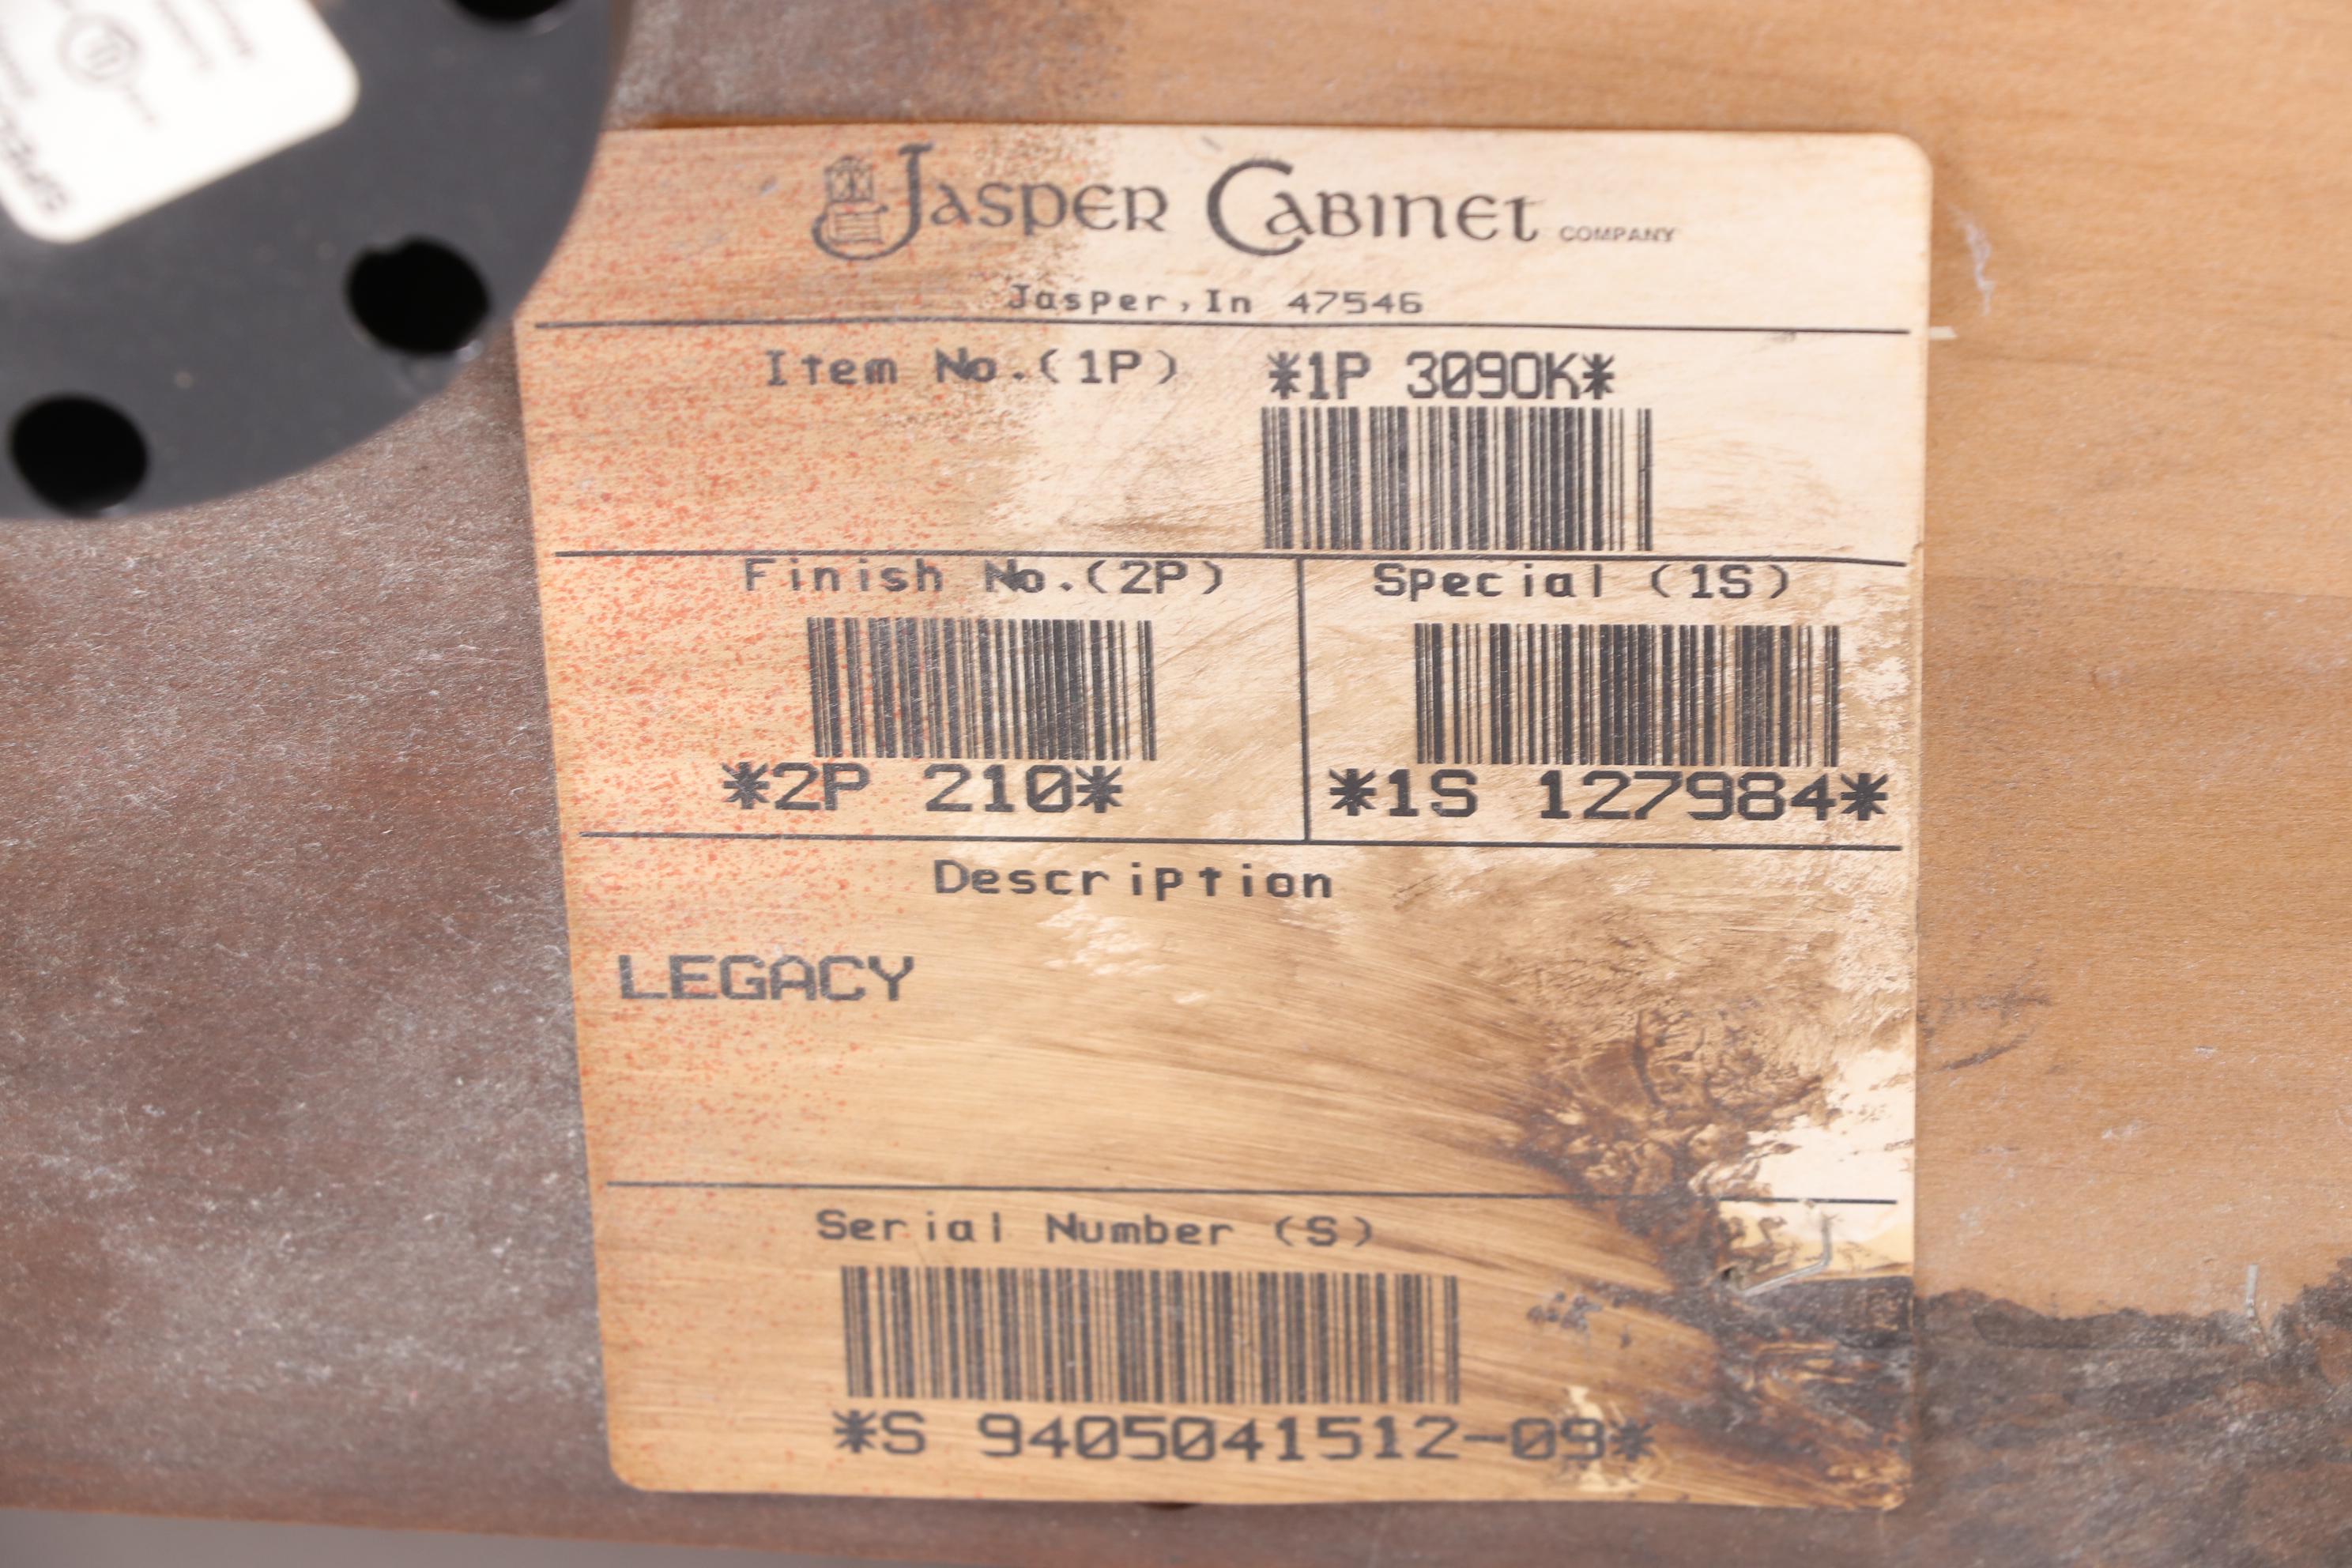 JASPER CABINET COMPANY
Jasper, In 47546
Item No.(1P) *1P 3090K*
Finish No.(2P) Special (1S)
*2P 210* *1S 127984*
Description
LEGACY
Serial Number (S)
*S 9405041512-09*